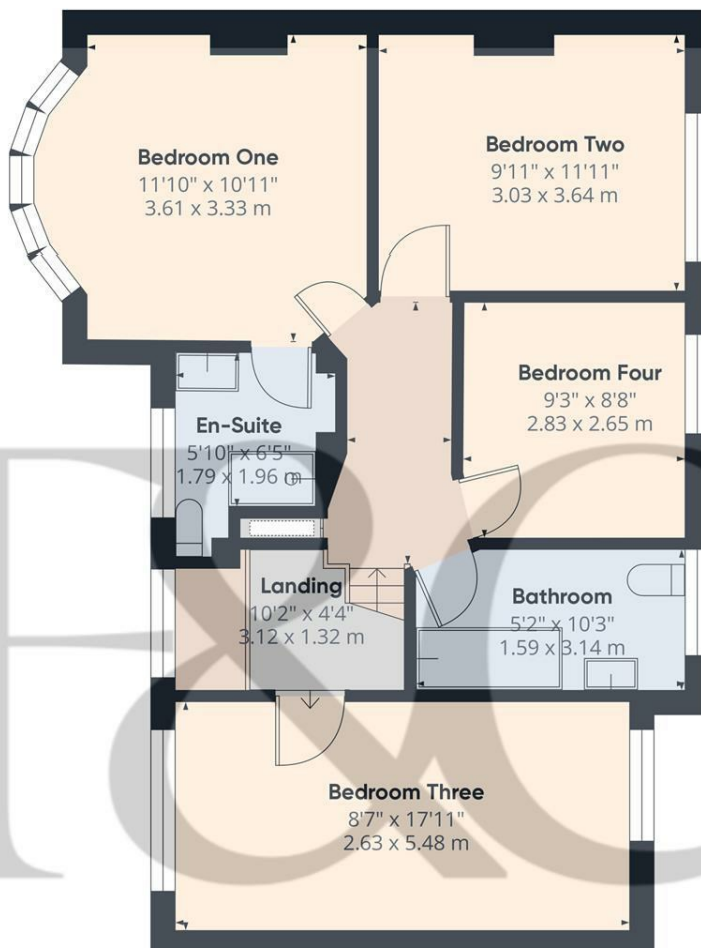 Bedroom One
11'10" x 10'11"
3.61 x 3.33 m
Bedroom Two
9'11" x 11'11"
3.03 x 3.64 m
Bedroom Four
9'3" x 8'8"
2.83 x 2.65 m
En-Suite
5'10" x 6'5"
1.79 x 1.96 m
Landing
10'2" x 4'4"
3.12 x 1.32 m
Bathroom
5'2" x 10'3"
1.59 x 3.14 m
Bedroom Three
8'7" x 17'11"
2.63 x 5.48 m
F&C